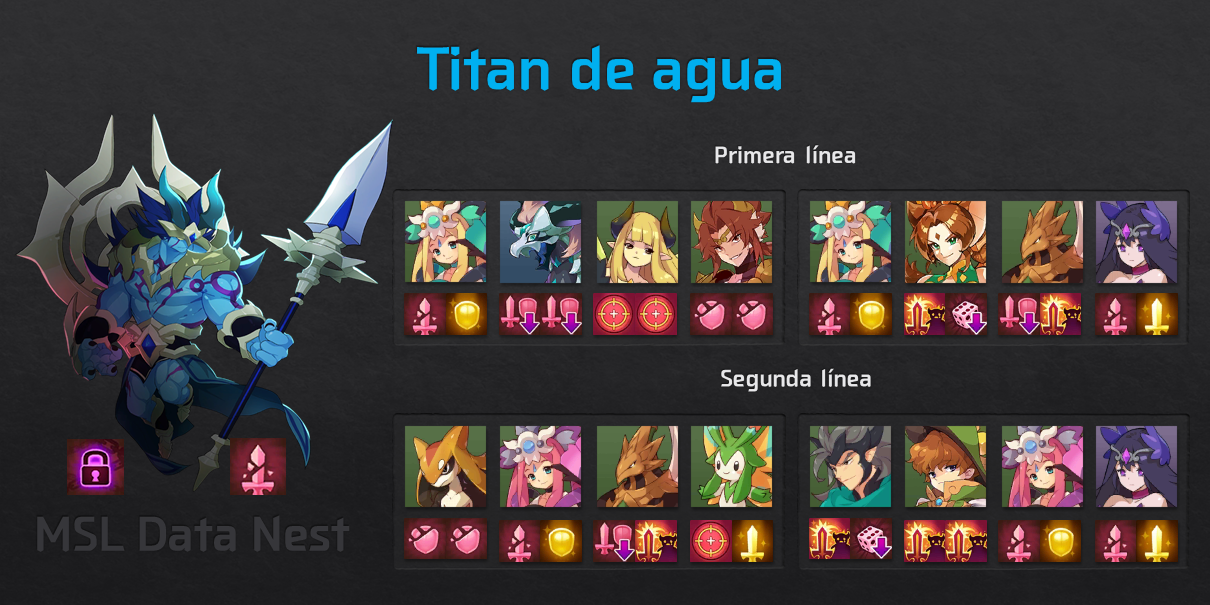 Titan de agua
Primera línea
Segunda línea
MSL Data Nest